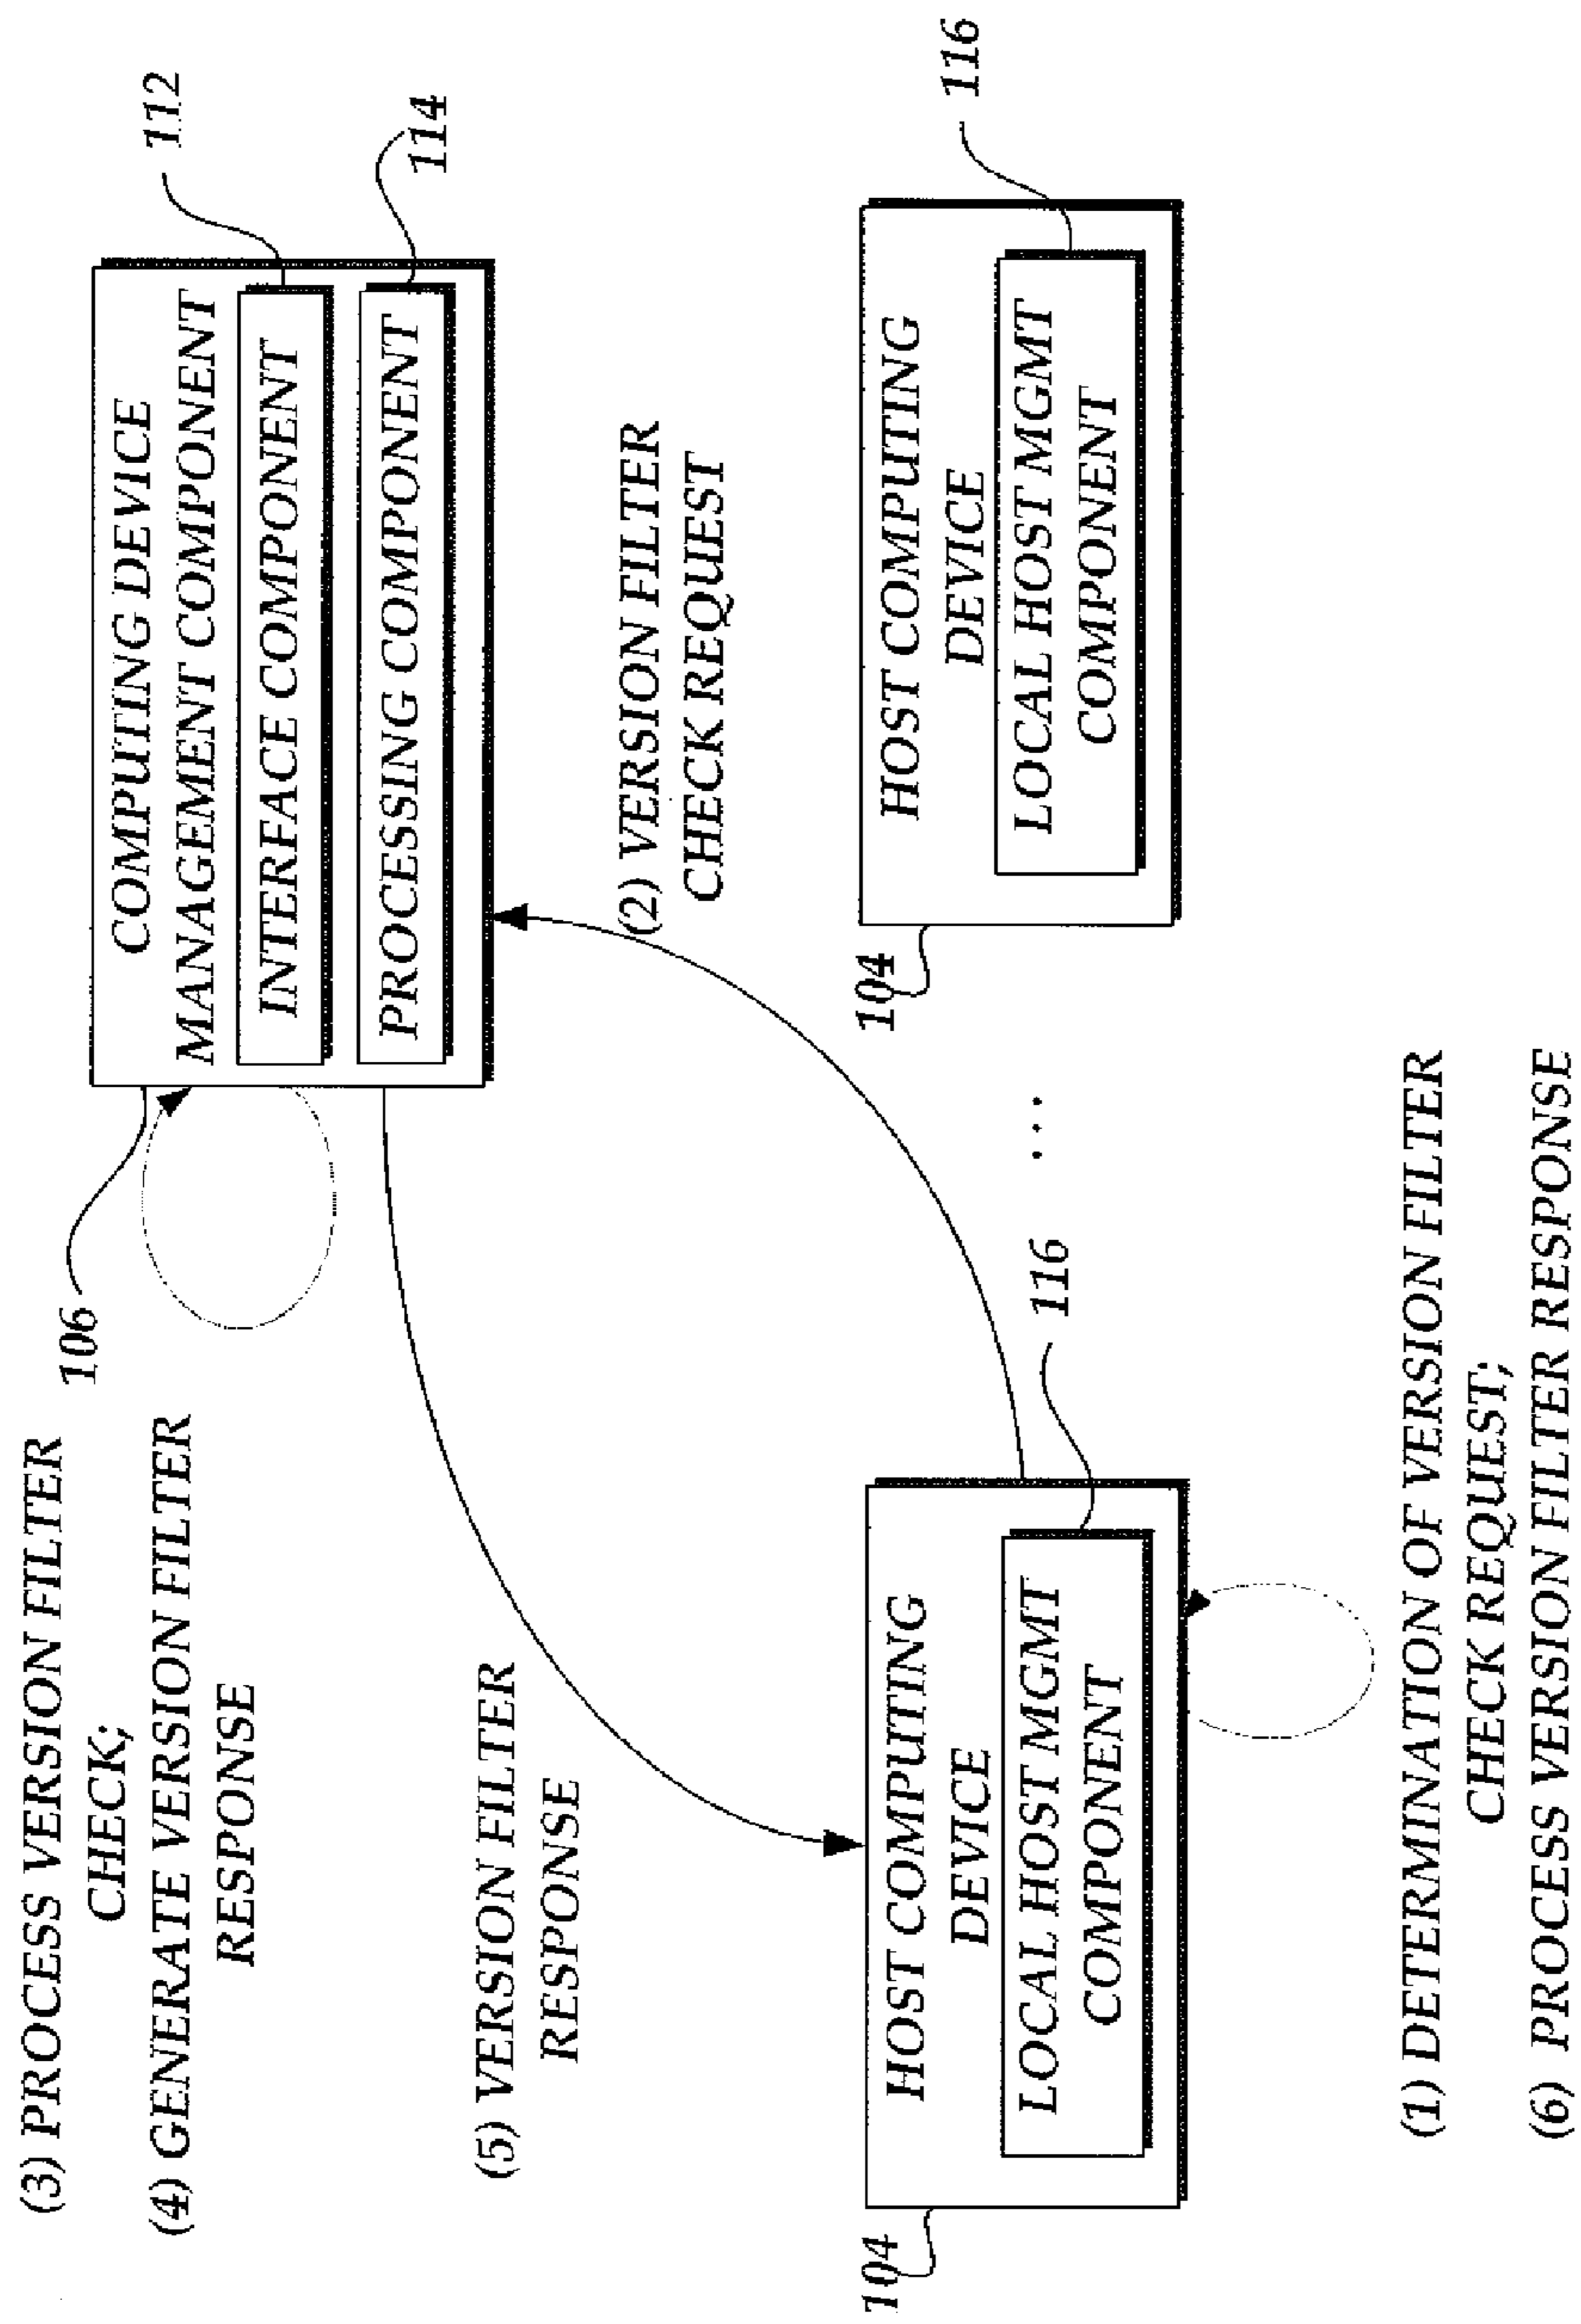 (3) PROCESS VERSION FILTER
CHECK;
(4) GENERATE VERSION FILTER
RESPONSE
106
COMPUTING DEVICE
MANAGEMENT COMPONENT
INTERFACE COMPONENT
PROCESSING COMPONENT
112
114
(5) VERSION FILTER
RESPONSE
(2) VERSION FILTER
CHECK REQUEST
104
HOST COMPUTING
DEVICE
LOCAL HOST MGMT
COMPONENT
116
...
104
HOST COMPUTING
DEVICE
LOCAL HOST MGMT
COMPONENT
116
(1) DETERMINATION OF VERSION FILTER
CHECK REQUEST;
(6) PROCESS VERSION FILTER RESPONSE